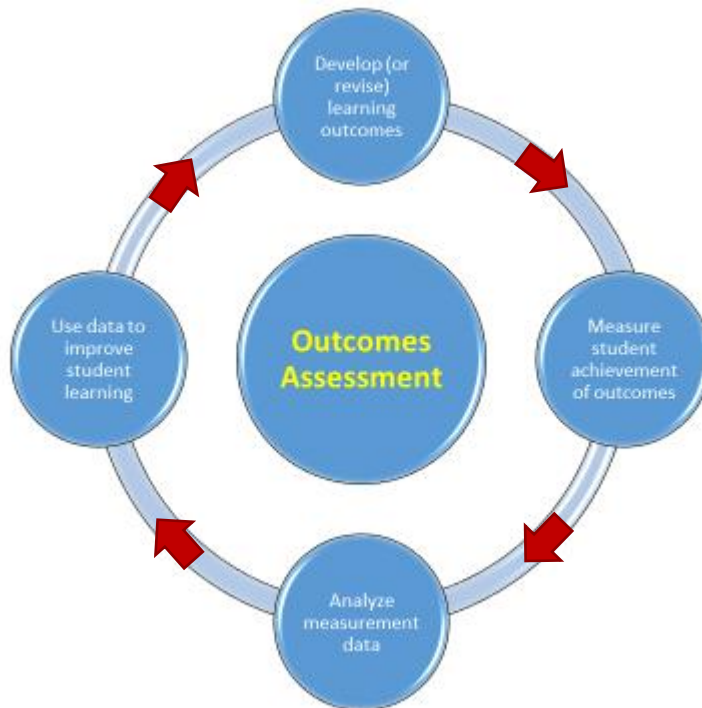 Develop (or
revise)
learning
outcomes
Measure
student
achievement
of outcomes
Analyze
measurement
data
Use data to
improve
student
learning
Outcomes
Assessment